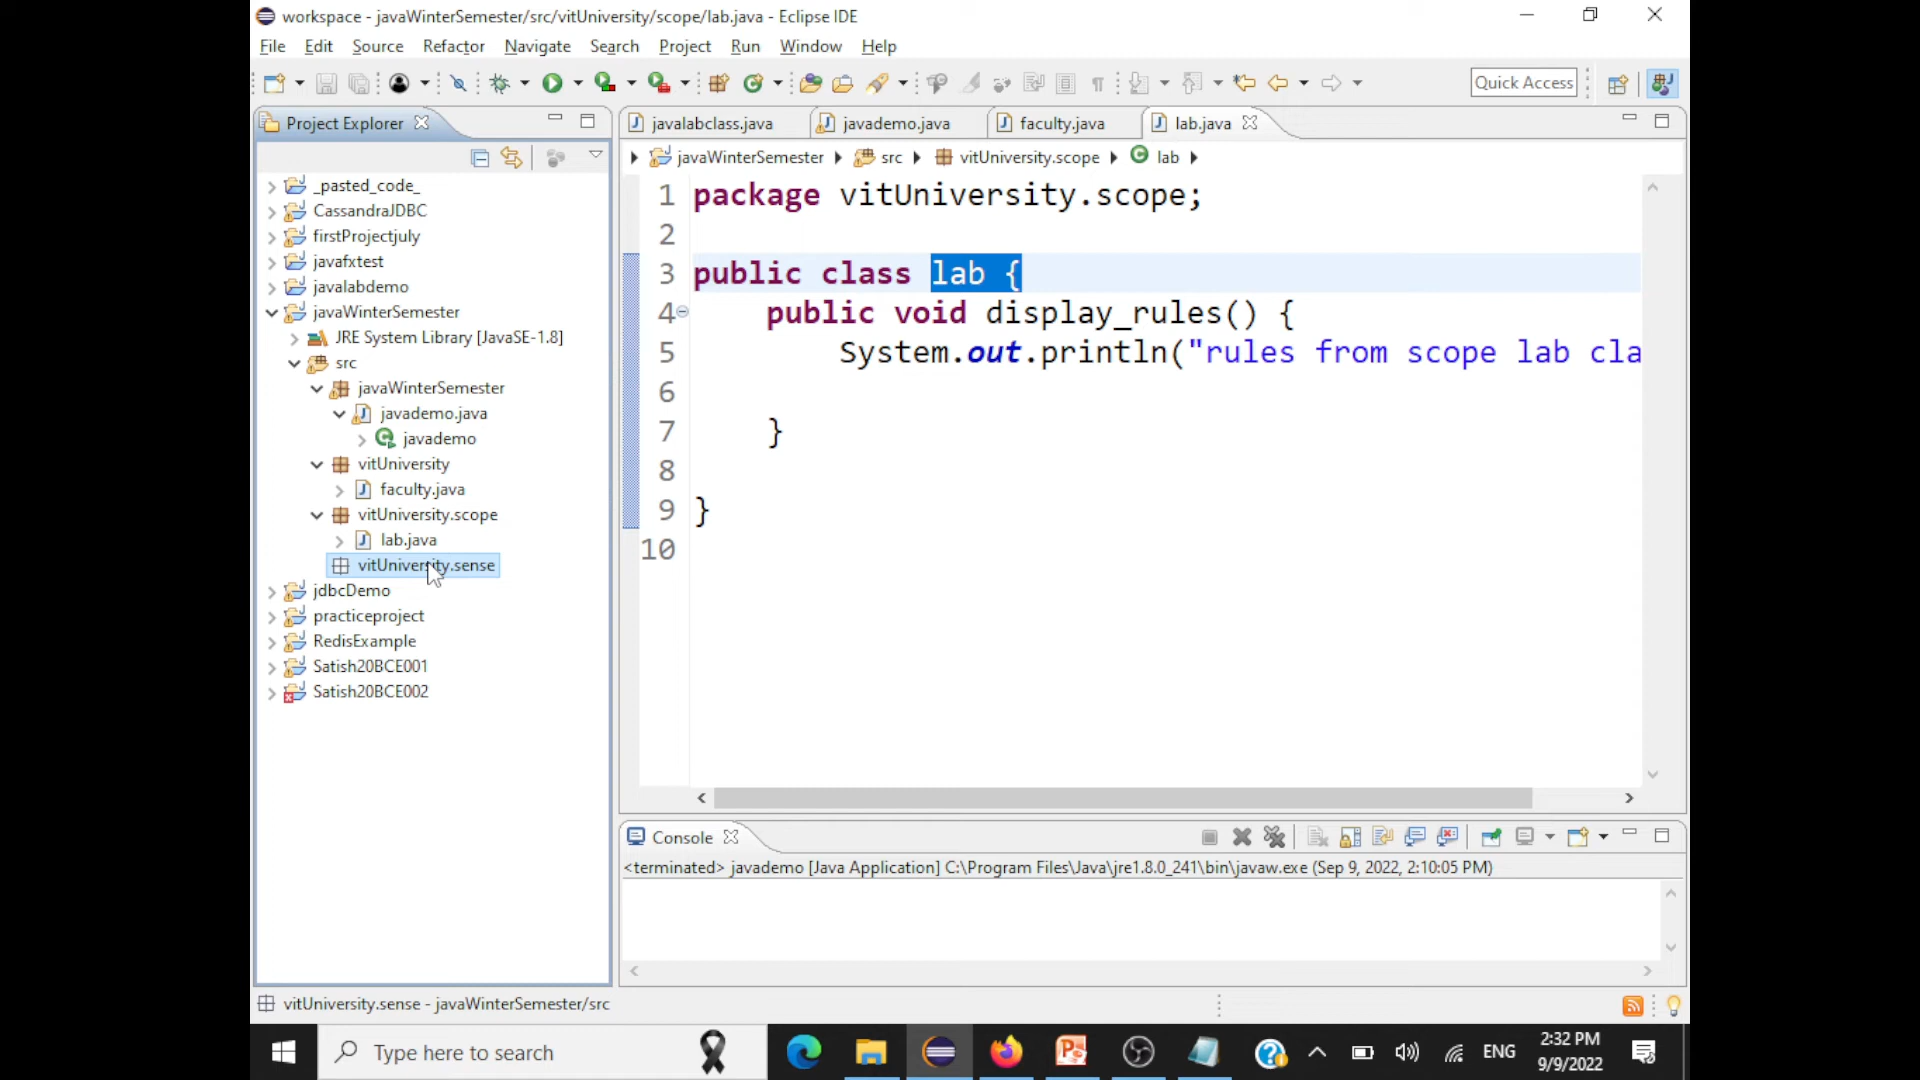 workspace - javaWinterSemester/src/vitUniversity/scope/lab.java - Eclipse IDE
File Edit Source Refactor Navigate Search Project Run Window Help
Quick Access
Project Explorer
javalabclass.java javademo.java faculty.java lab.java
javaWinterSemester src vitUniversity.scope lab
_pasted_code_
CassandraJDBC
firstProjectjuly
javafxtest
javalabdemo
javaWinterSemester
JRE System Library [JavaSE-1.8]
src
javaWinterSemester
javademo.java
javademo
vitUniversity
faculty.java
vitUniversity.scope
lab.java
vitUniversity.sense
jdbcDemo
practiceproject
RedisExample
Satish20BCE001
Satish20BCE002
1 package vitUniversity.scope;
2
3 public class lab {
4 public void display_rules() {
5 System.out.println("rules from scope lab cla
6
7 }
8
9 }
10
Console
<terminated> javademo [Java Application] C:\Program Files\Java\jre1.8.0_241\bin\javaw.exe (Sep 9, 2022, 2:10:05 PM)
vitUniversity.sense - javaWinterSemester/src
Type here to search
ENG
2:32 PM
9/9/2022